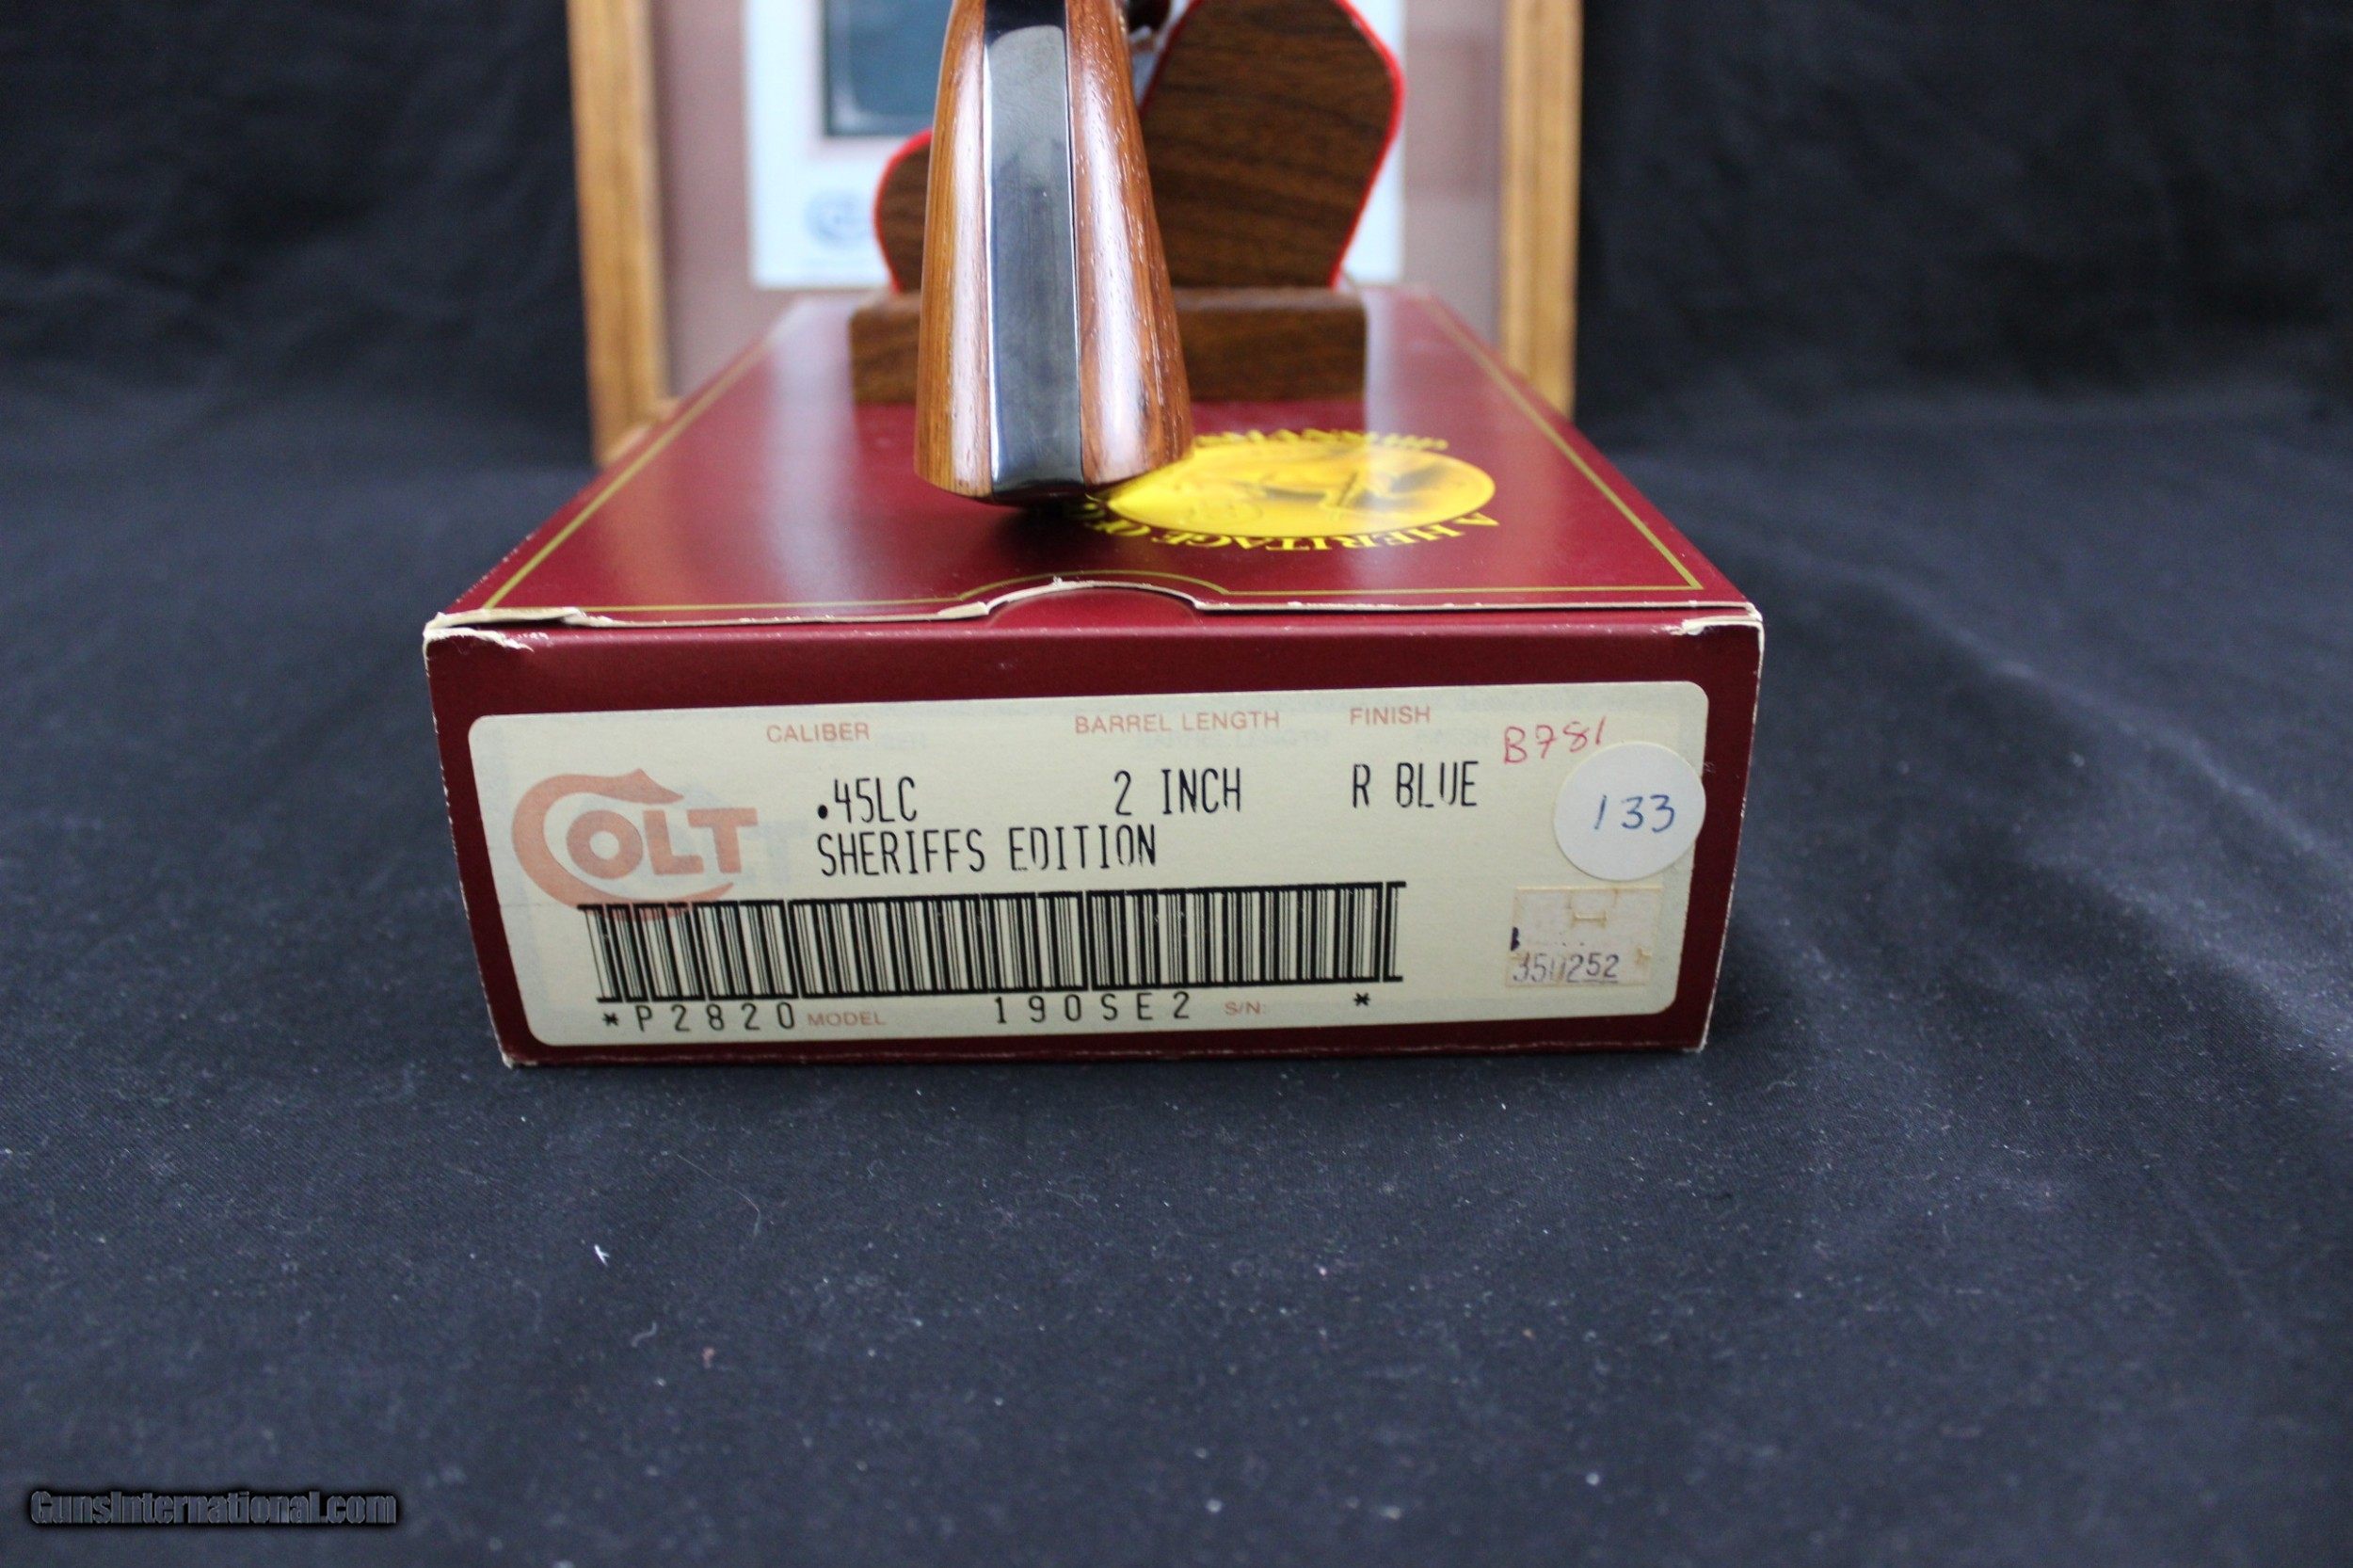 A HERITAGE OF
CALIBER BARREL LENGTH FINISH
B781
COLT
.45LC 2 INCH R BLUE
133
SHERIFFS EDITION
350252
*P2820 MODEL 190SE2 S/N: *
GunsInternational.com